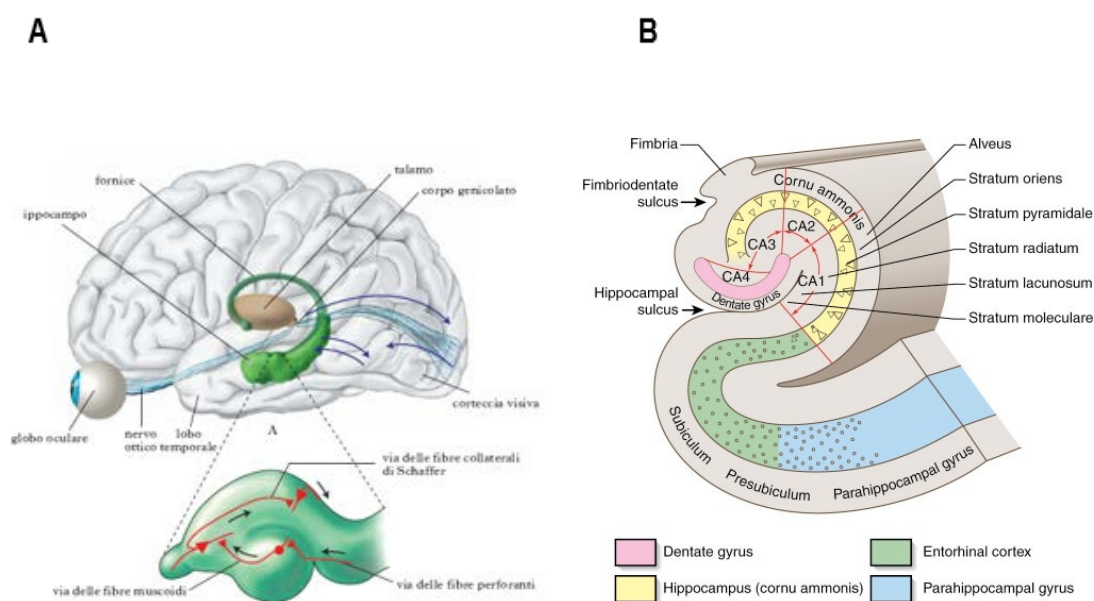 A
B
talamo
fornice
corpo genicolato
ippocampo
corteccia visiva
globo oculare
nervo
ottico
lobo
temporale
A
via delle fibre collaterali
di Schaffer
via delle fibre muscoidi
via delle fibre perforanti
Fimbria
Alveus
Fimbriodentate
sulcus
Cornu ammonis
Stratum oriens
Stratum pyramidale
CA2
CA3
Stratum radiatum
CA4
CA1
Stratum lacunosum
Hippocampal
sulcus
Dentate gyrus
Stratum moleculare
Subiculum
Presubiculum
Parahippocampal gyrus
Dentate gyrus
Entorhinal cortex
Hippocampus (cornu ammonis)
Parahippocampal gyrus